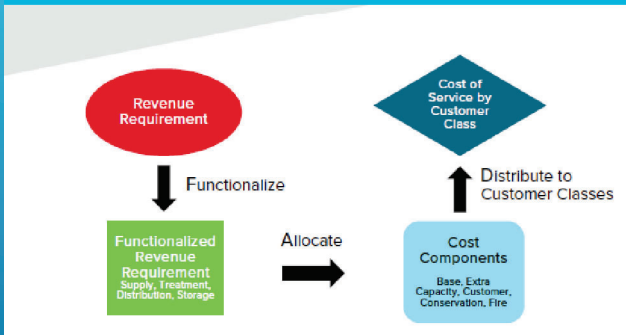 Revenue
Requirement
Functionalize
Functionalized
Revenue
Requirement
Supply, Treatment,
Distribution, Storage
Allocate
Cost
Components
Base, Extra
Capacity, Customer,
Conservation, Fire
Distribute to
Customer Classes
Cost of
Service by
Customer
Class